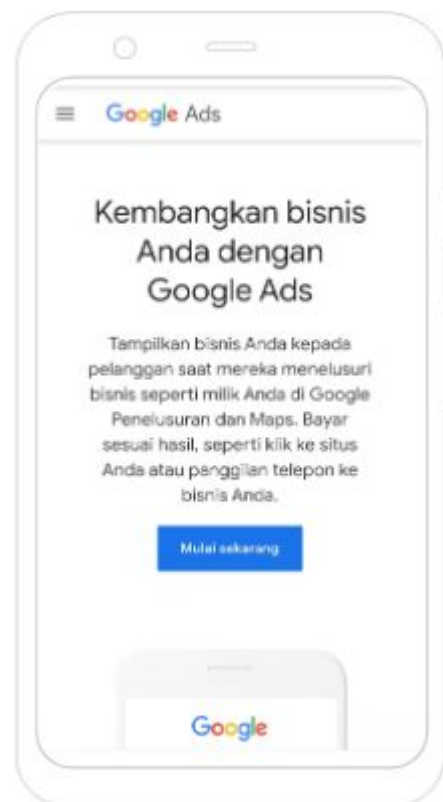 Google Ads
Kembangkan bisnis
Anda dengan
Google Ads
Tampilkan bisnis Anda kepada
pelanggan saat mereka menelusuri
bisnis seperti milik Anda di Google
Penelusuran dan Maps. Bayar
sesuai hasil, seperti klik ke situs
Anda atau panggilan telepon ke
bisnis Anda.
Mulai sekarang
Google